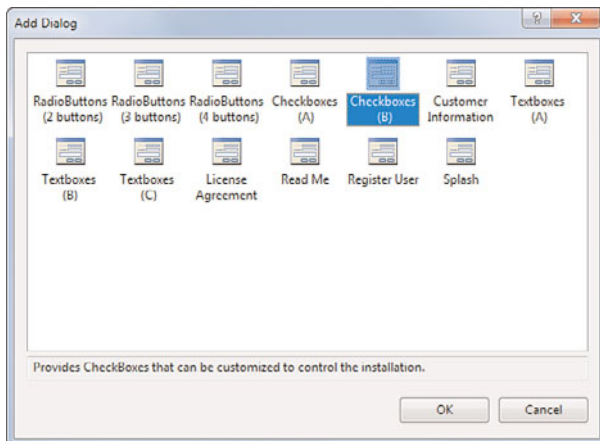 Add Dialog
RadioButtons RadioButtons RadioButtons Checkboxes Checkboxes Customer Textboxes
(2 buttons) (3 buttons) (4 buttons) (A) (B) Information (A)
Textboxes Textboxes License Read Me Register User Splash
(B) (C) Agreement
Provides CheckBoxes that can be customized to control the installation.
OK Cancel